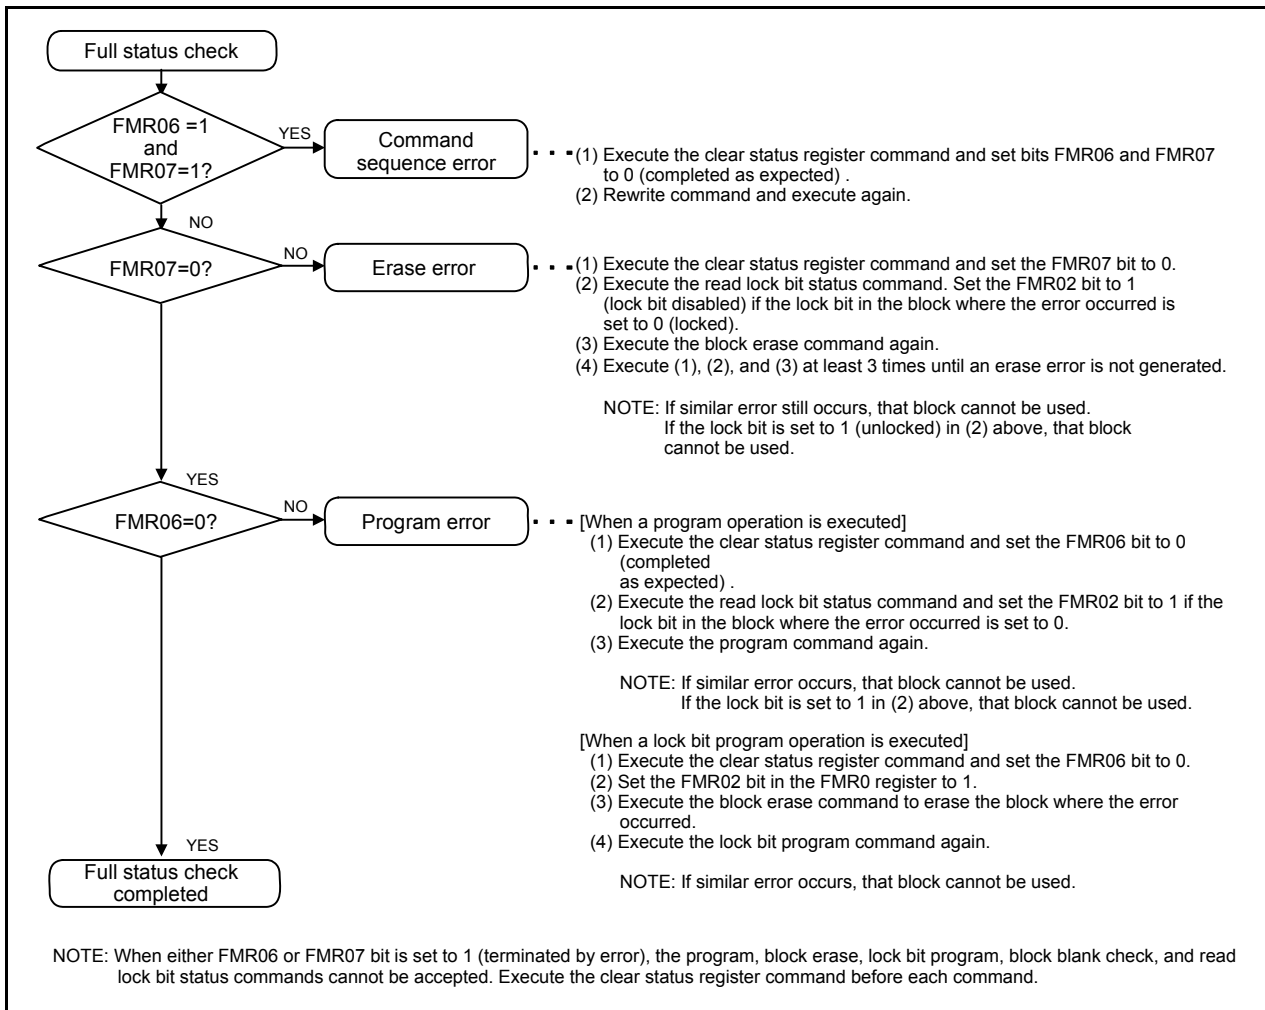 Full status check
FMR06 =1
and
FMR07=1?
YES
Command
sequence error
(1) Execute the clear status register command and set bits FMR06 and FMR07
to 0 (completed as expected) .
(2) Rewrite command and execute again.
NO
FMR07=0?
NO
Erase error
(1) Execute the clear status register command and set the FMR07 bit to 0.
(2) Execute the read lock bit status command. Set the FMR02 bit to 1
(lock bit disabled) if the lock bit in the block where the error occurred is
set to 0 (locked).
(3) Execute the block erase command again.
(4) Execute (1), (2), and (3) at least 3 times until an erase error is not generated.
NOTE: If similar error still occurs, that block cannot be used.
If the lock bit is set to 1 (unlocked) in (2) above, that block
cannot be used.
YES
FMR06=0?
NO
Program error
[When a program operation is executed]
(1) Execute the clear status register command and set the FMR06 bit to 0
(completed
as expected) .
(2) Execute the read lock bit status command and set the FMR02 bit to 1 if the
lock bit in the block where the error occurred is set to 0.
(3) Execute the program command again.
NOTE: If similar error occurs, that block cannot be used.
If the lock bit is set to 1 in (2) above, that block cannot be used.
[When a lock bit program operation is executed]
(1) Execute the clear status register command and set the FMR06 bit to 0.
(2) Set the FMR02 bit in the FMR0 register to 1.
(3) Execute the block erase command to erase the block where the error
occurred.
(4) Execute the lock bit program command again.
NOTE: If similar error occurs, that block cannot be used.
YES
Full status check
completed
NOTE: When either FMR06 or FMR07 bit is set to 1 (terminated by error), the program, block erase, lock bit program, block blank check, and read
lock bit status commands cannot be accepted. Execute the clear status register command before each command.